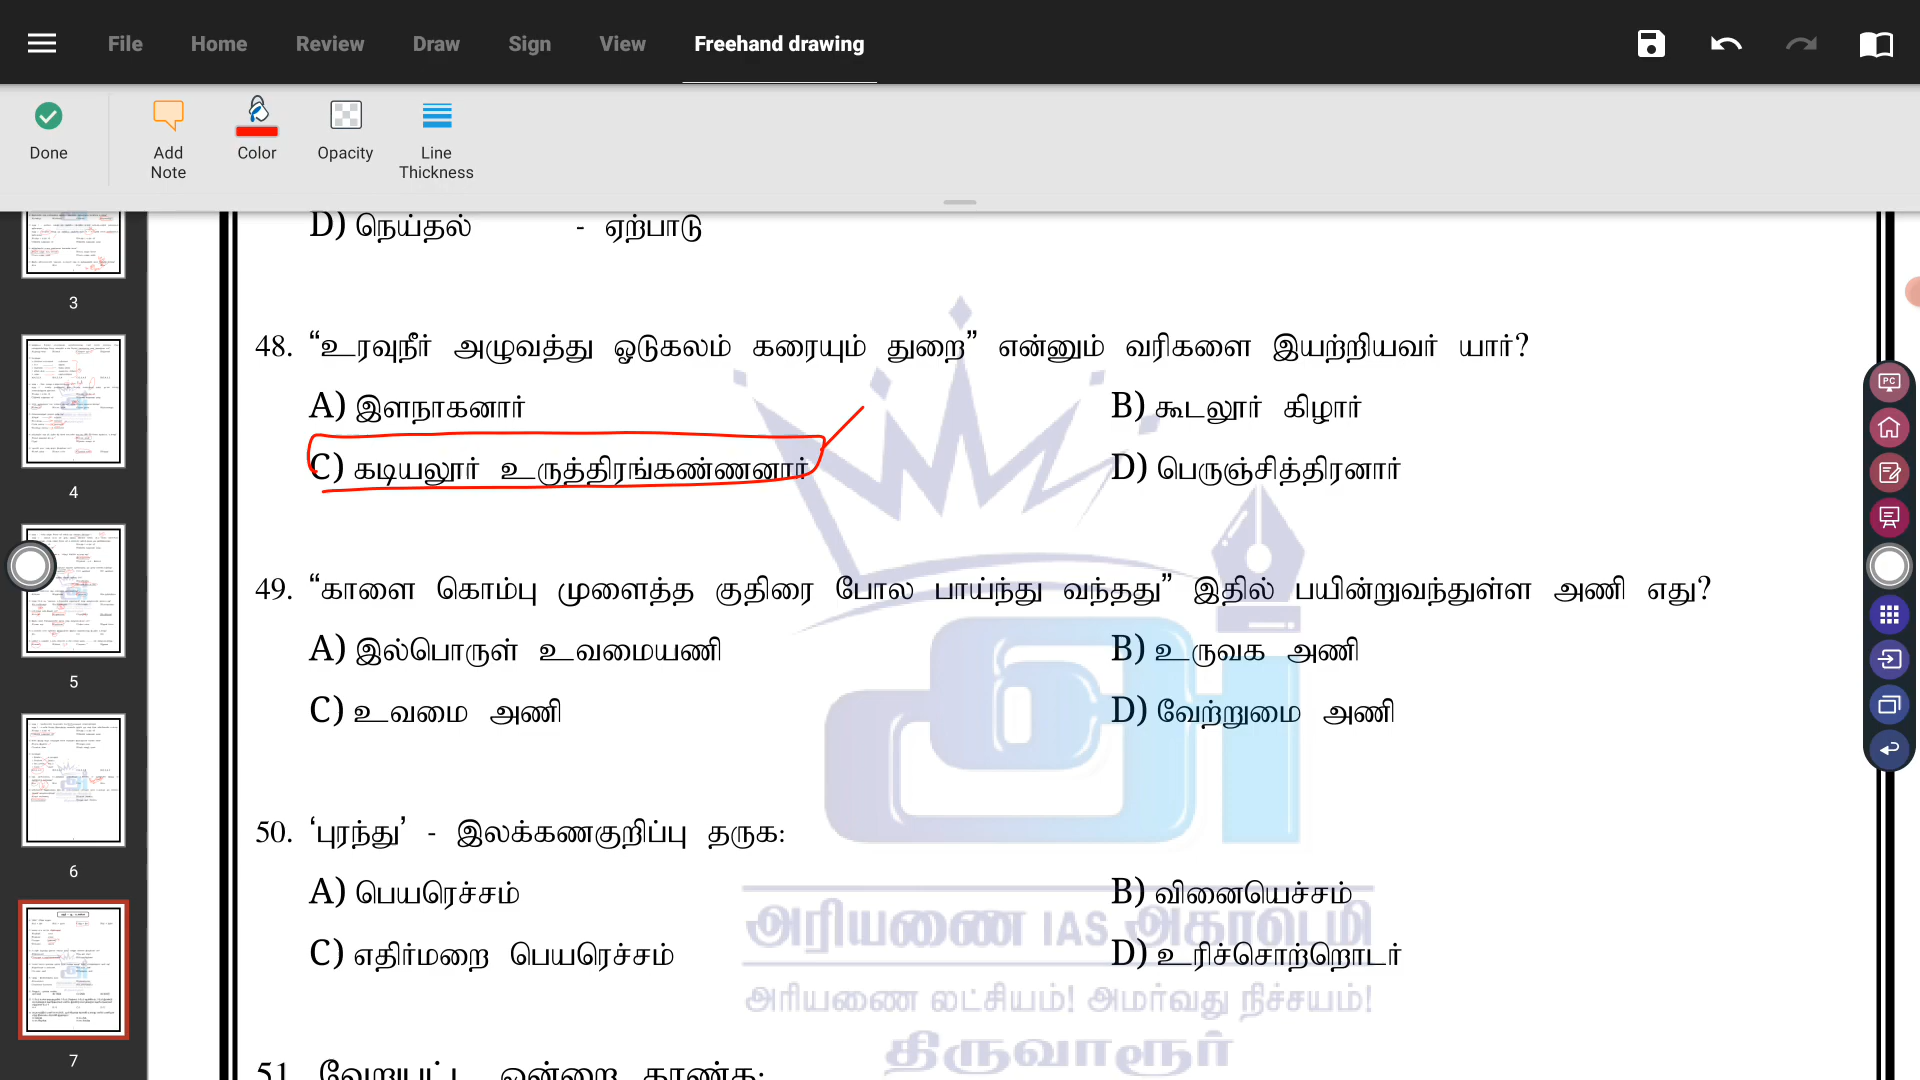 File Home Review Draw Sign View Freehand drawing
Done Add Note Color Opacity Line Thickness
D) நெய்தல் - ஏற்பாடு
48. “உரவுநீர் அழுவத்து ஓடுகலம் கரையும் துறை” என்னும் வரிகளை இயற்றியவர் யார்?
A) இளநாகனார் B) கூடலூர் கிழார்
C) கடியலூர் உருத்திரங்கண்ணனார் D) பெருஞ்சித்திரனார்
49. “காளை கொம்பு முளைத்த குதிரை போல பாய்ந்து வந்தது” இதில் பயின்றுவந்துள்ள அணி எது?
A) இல்பொருள் உவமையணி B) உருவக அணி
C) உவமை அணி D) வேற்றுமை அணி
50. ‘புரந்து’ - இலக்கணகுறிப்பு தருக:
A) பெயரெச்சம் B) வினையெச்சம்
C) எதிர்மறை பெயரெச்சம் D) உரிச்சொற்றொடர்
அரியணை IAS அகாடெமி
அரியணை லட்சியம்! அமர்வது நிச்சயம்!
திருவாரூர்
51. வேறுபட்ட ஒன்றை காண்க:
3
4
5
6
7
PC